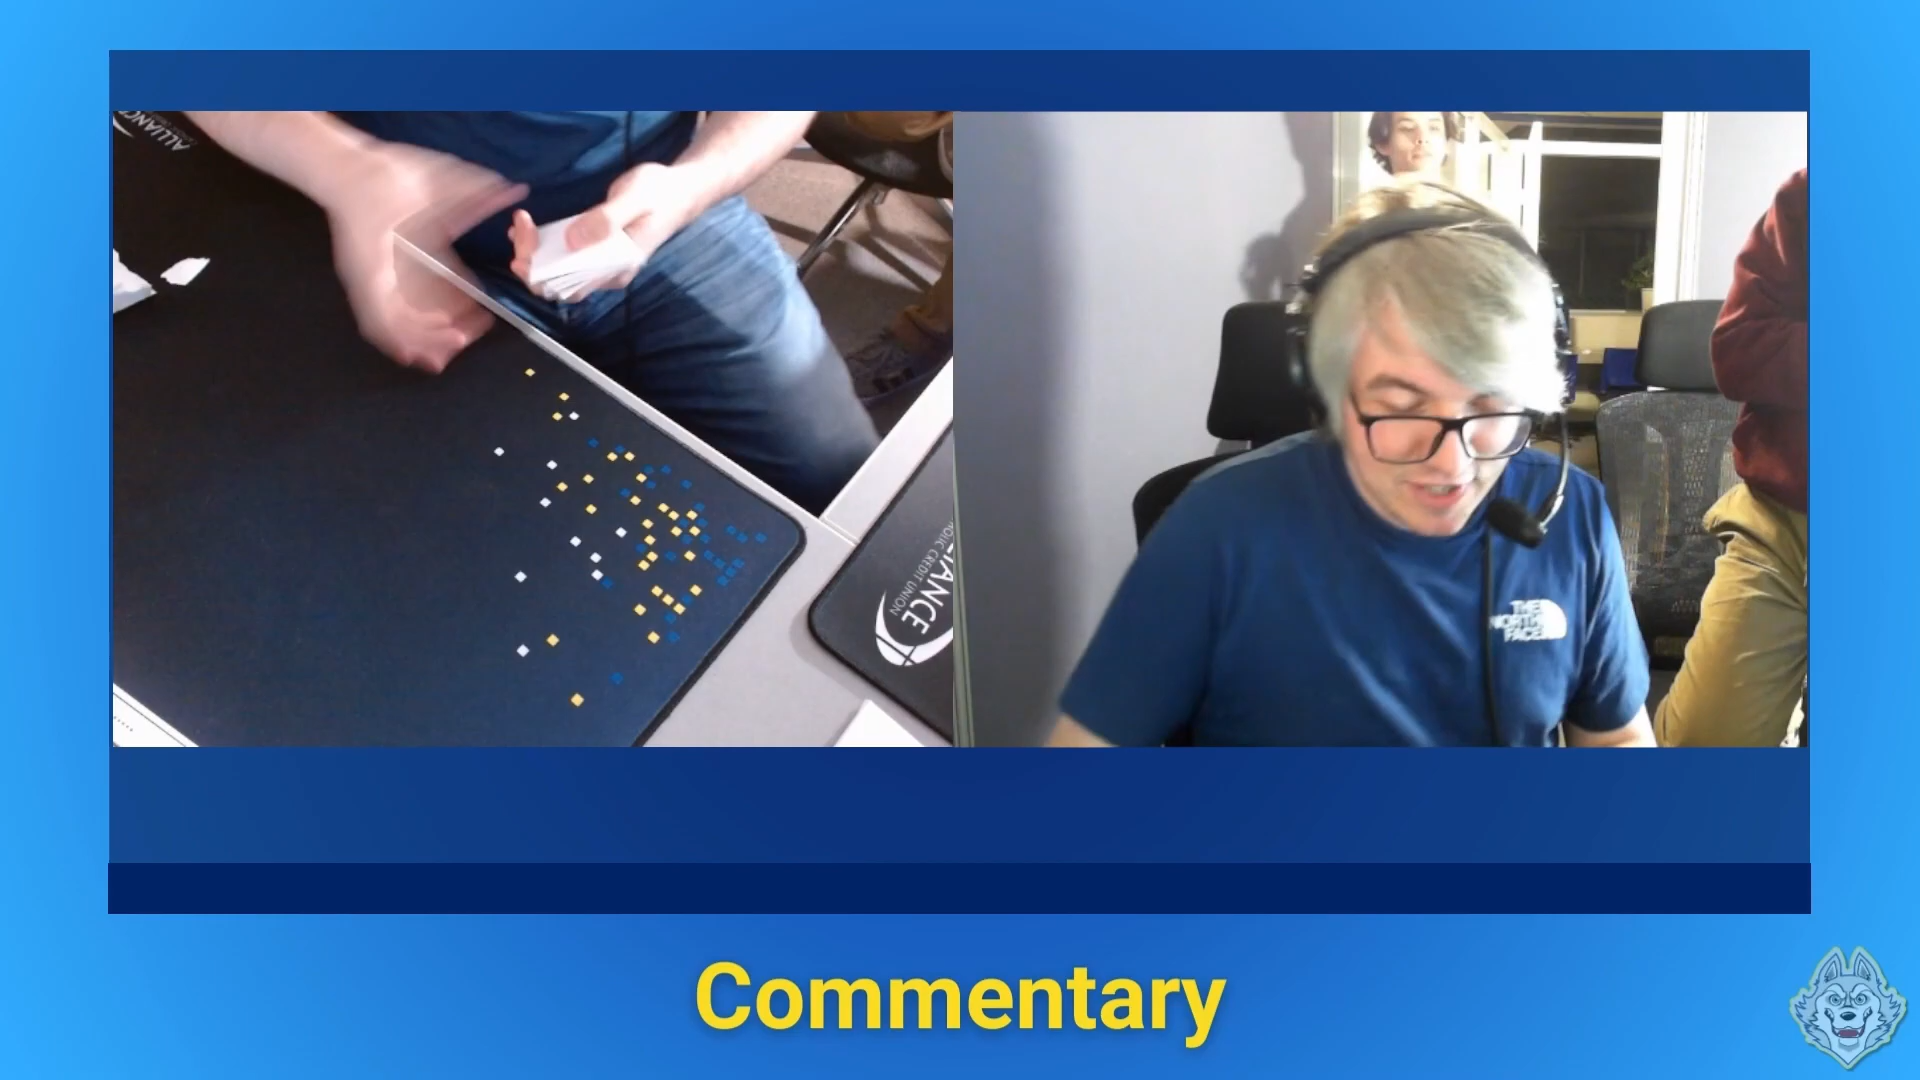 ALLIANCE
THE
NORTH
FACE
CREDIT UNION
Commentary